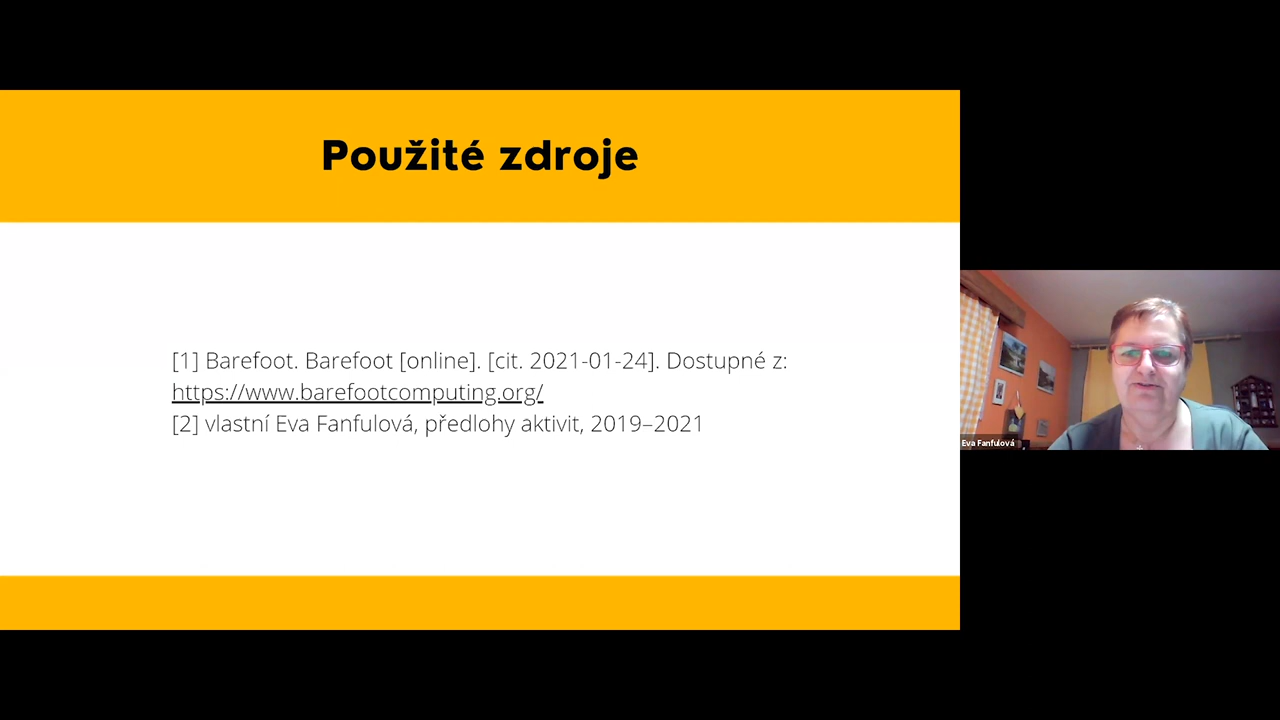 Použité zdroje
[1] Barefoot. Barefoot [online]. [cit. 2021-01-24]. Dostupné z:
https://www.barefootcomputing.org/
[2] vlastní Eva Fanfulová, předlohy aktivit, 2019–2021
Eva Fanfulová